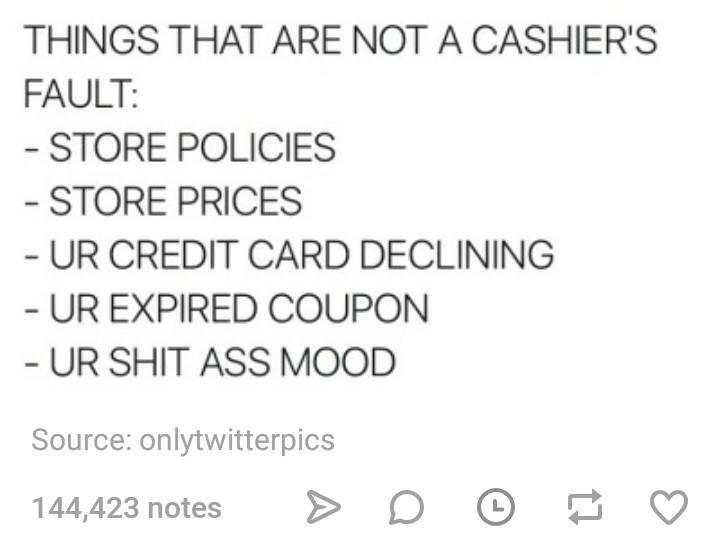 THINGS THAT ARE NOT A CASHIER'S
FAULT:
- STORE POLICIES
- STORE PRICES
- UR CREDIT CARD DECLINING
- UR EXPIRED COUPON
- UR SHIT ASS MOOD
Source: onlytwitterpics
144,423 notes